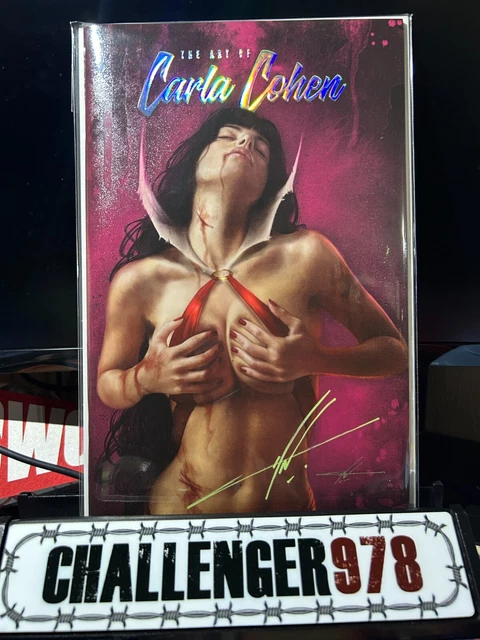 THE ART OF
Carla Cohen
CHALLENGER978